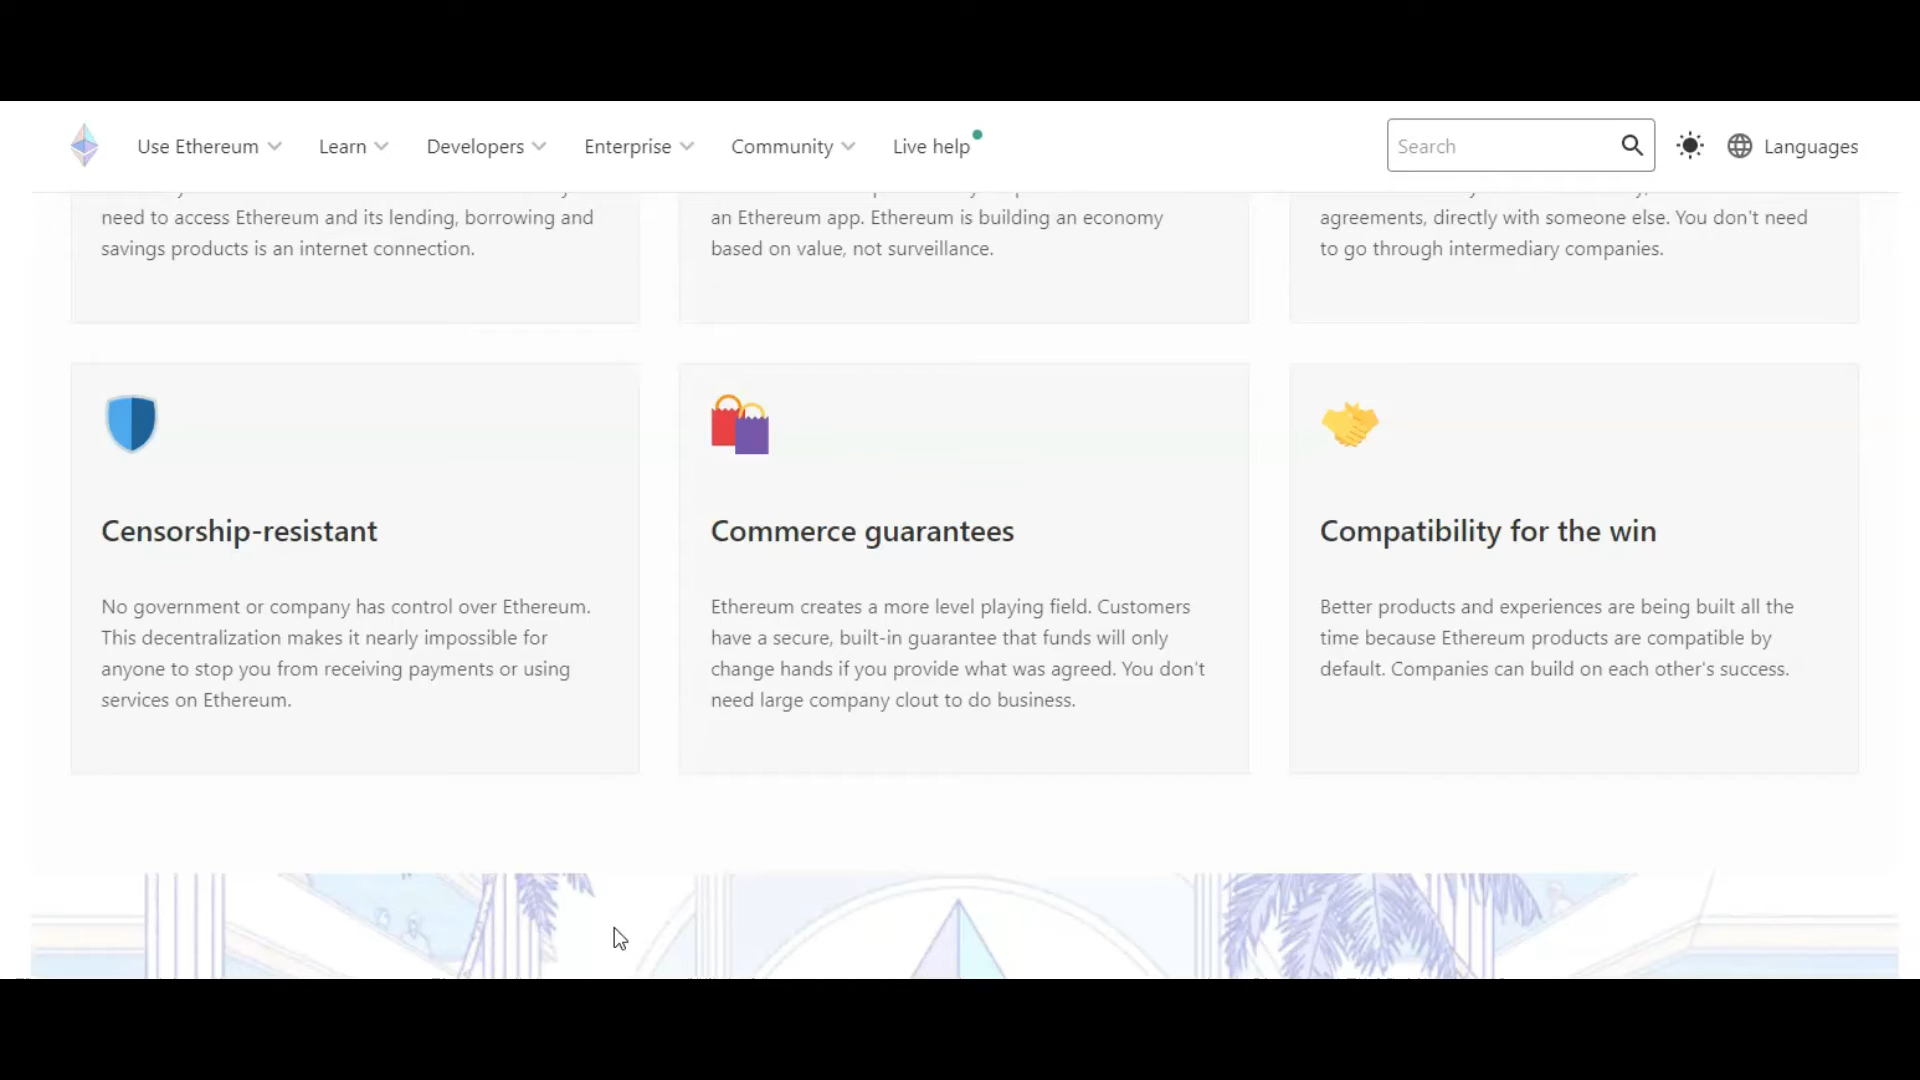 Use Ethereum
Learn
Developers
Enterprise
Community
Live help
Search
Languages
need to access Ethereum and its lending, borrowing and
savings products is an internet connection.
an Ethereum app. Ethereum is building an economy
based on value, not surveillance.
agreements, directly with someone else. You don't need
to go through intermediary companies.
Censorship-resistant
No government or company has control over Ethereum.
This decentralization makes it nearly impossible for
anyone to stop you from receiving payments or using
services on Ethereum.
Commerce guarantees
Ethereum creates a more level playing field. Customers
have a secure, built-in guarantee that funds will only
change hands if you provide what was agreed. You don't
need large company clout to do business.
Compatibility for the win
Better products and experiences are being built all the
time because Ethereum products are compatible by
default. Companies can build on each other's success.